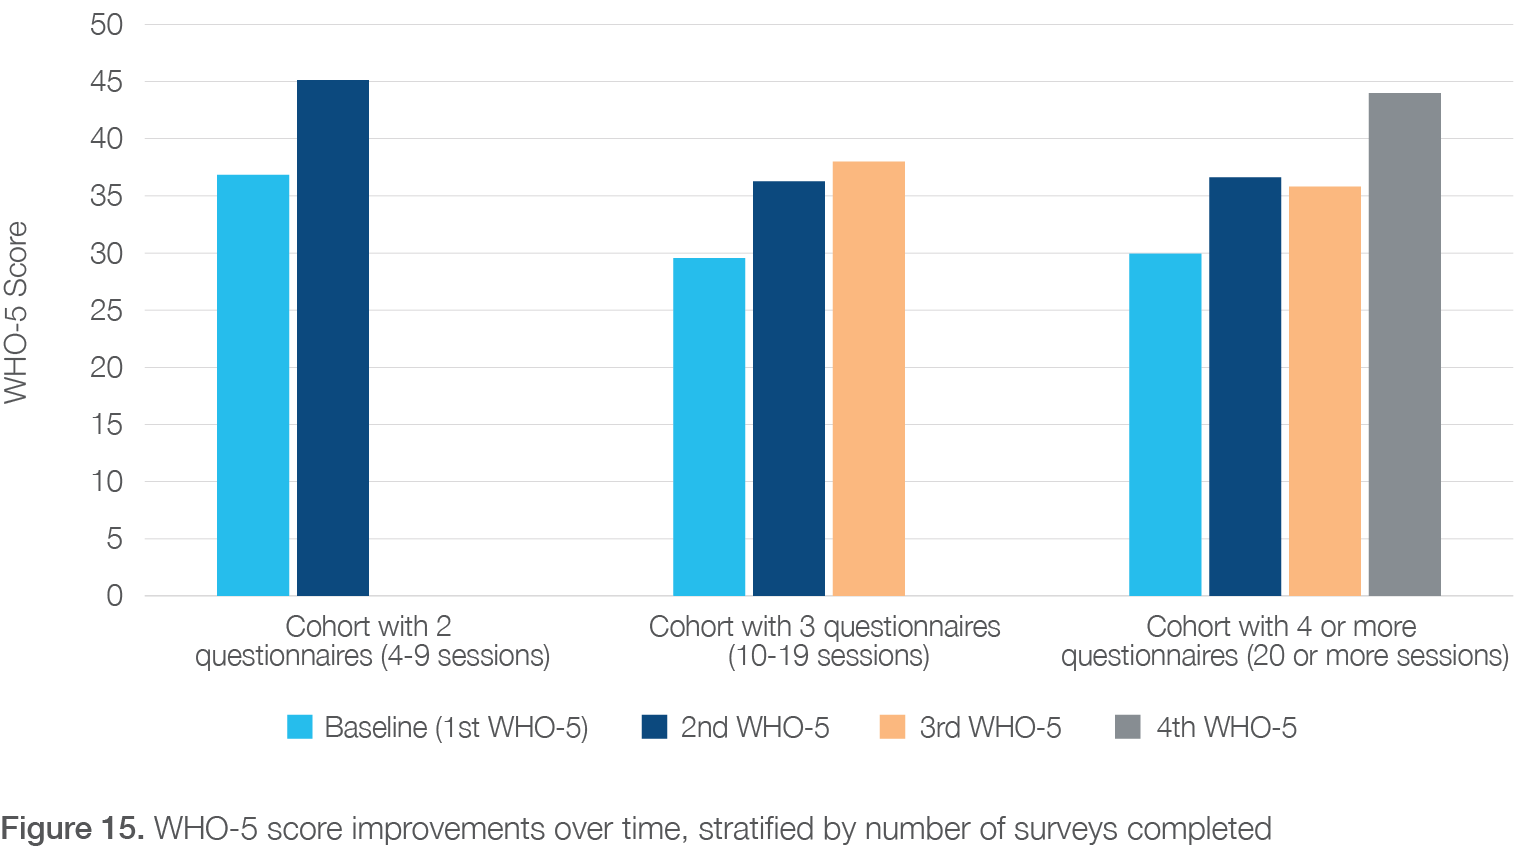 50
45
40
35
30
25
20
15
10
5
0
WHO-5 Score
Cohort with 2
questionnaires (4-9 sessions)
Cohort with 3 questionnaires
(10-19 sessions)
Cohort with 4 or more
questionnaires (20 or more sessions)
Baseline (1st WHO-5)
2nd WHO-5
3rd WHO-5
4th WHO-5
Figure 15. WHO-5 score improvements over time, stratified by number of surveys completed